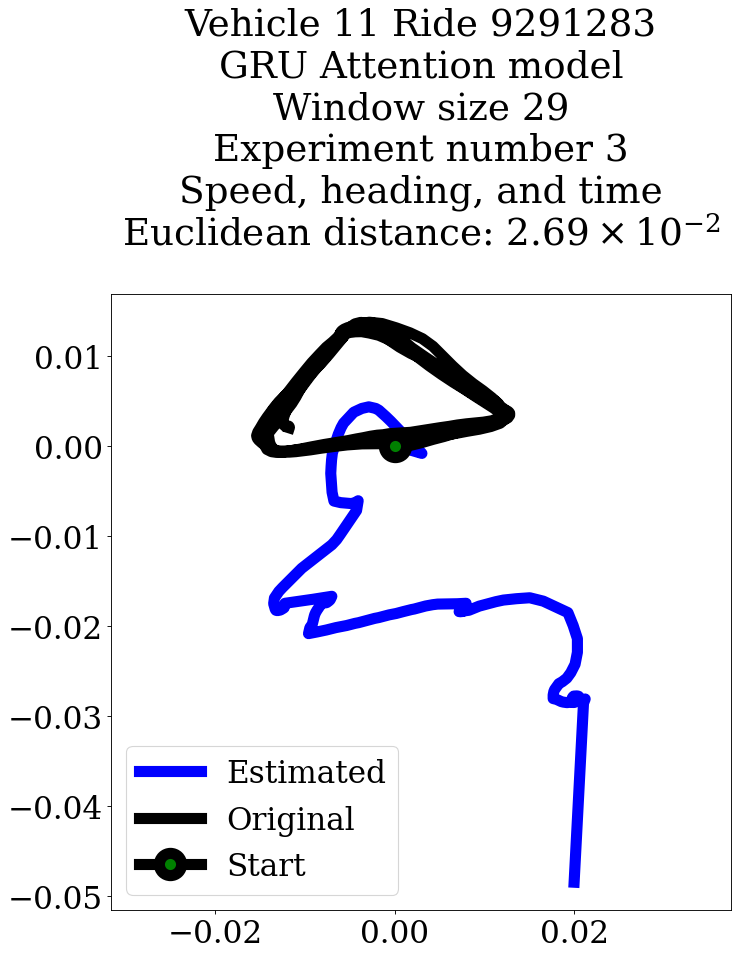 Vehicle 11 Ride 9291283
GRU Attention model
Window size 29
Experiment number 3
Speed, heading, and time
Euclidean distance: 2.69 × 10⁻²
0.01
0.00
−0.01
−0.02
−0.03
−0.04
−0.05
Estimated
Original
Start
−0.02 0.00 0.02